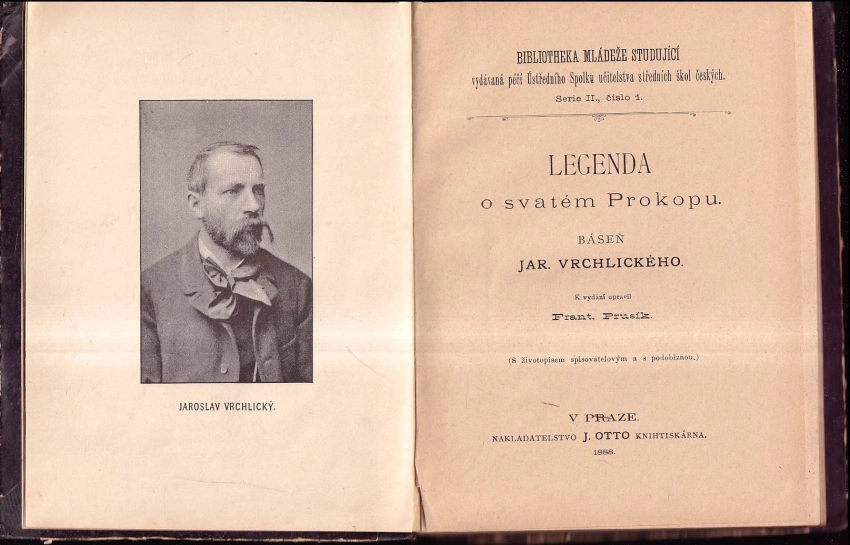 JAROSLAV VRCHLICKÝ.
BIBLIOTHEKA MLÁDEŽE STUDUJÍCÍ
vydávaná péčí Ústředního Spolku učitelstva středních škol českých.
Serie II., číslo 1.
LEGENDA
o svatém Prokopu.
BÁSEŇ
JAR. VRCHLICKÉHO.
K vydání upravil
Frant. Prusík.
(S životopisem spisovatelovým a s podobiznou.)
V PRAZE.
NAKLADATELSTVO J. OTTO KNIHTISKÁRNA.
1888.